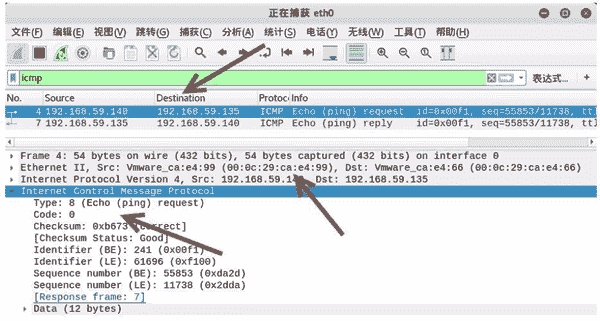 正在捕获 eth0
文件(F) 编辑(E) 视图(V) 跳转(G) 捕获(C) 分析(A) 统计(S) 电话(Y) 无线(W) 工具(T) 帮助(H)
icmp 表达式… +
No. Source Destination Protoc Info
4 192.168.59.140 192.168.59.135 ICMP Echo (ping) request id=0x00f1, seq=55853/11738, ttl
7 192.168.59.135 192.168.59.140 ICMP Echo (ping) reply id=0x00f1, seq=55853/11738, ttl
Frame 4: 54 bytes on wire (432 bits), 54 bytes captured (432 bits) on interface 0
Ethernet II, Src: Vmware_ca:e4:99 (00:0c:29:ca:e4:99), Dst: Vmware_ca:e4:66 (00:0c:29:ca:e4:66)
Internet Protocol Version 4, Src: 192.168.59.14 Dst: 192.168.59.135
Internet Control Message Protocol
Type: 8 (Echo (ping) request)
Code: 0
Checksum: 0xb673 correct]
[Checksum Status: Good]
Identifier (BE): 241 (0x00f1)
Identifier (LE): 61696 (0xf100)
Sequence number (BE): 55853 (0xda2d)
Sequence number (LE): 11738 (0x2dda)
[Response frame: 7]
Data (12 bytes)